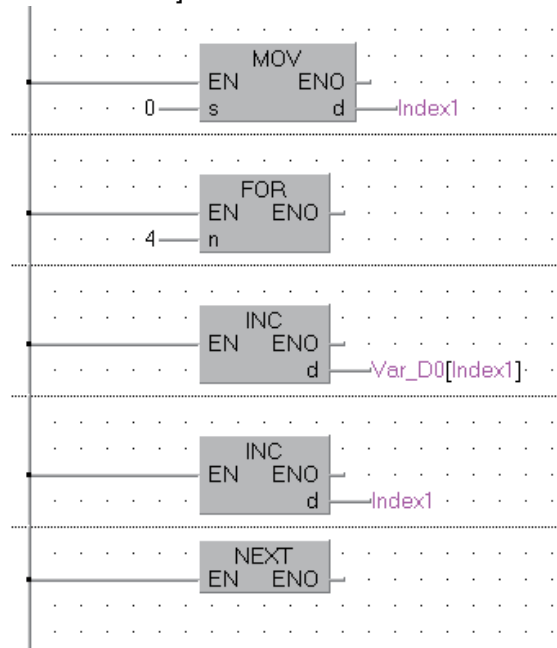 MOV
EN ENO
0 s d Index1
FOR
EN ENO
4 n
INC
EN ENO
d Var_D0[Index1]
INC
EN ENO
d Index1
NEXT
EN ENO